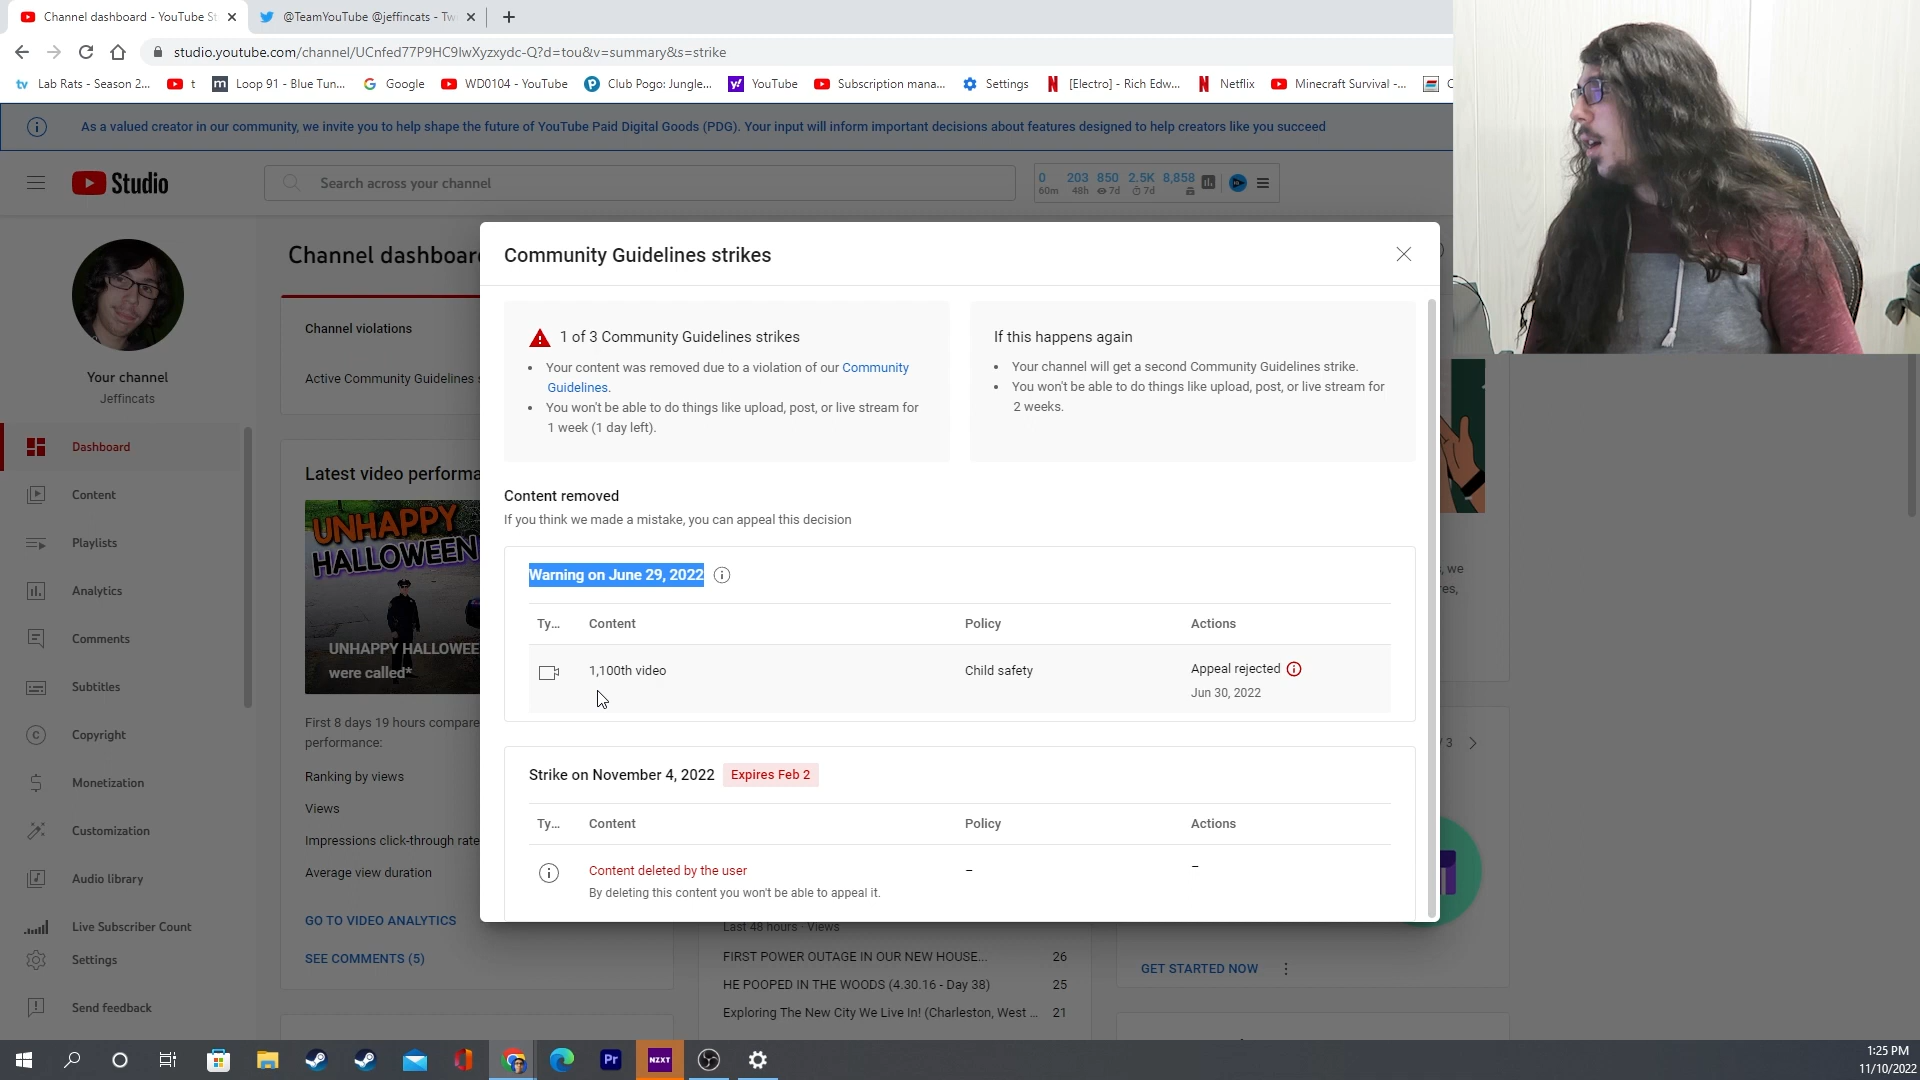 Channel dashboard - YouTube St
@TeamYouTube @jeffincats - Tw
studio.youtube.com/channel/UCnfed77P9HC9IwXyzxydc-Q?d=tou&v=summary&s=strike
tv Lab Rats - Season 2...
t
m Loop 91 - Blue Tun...
Google
WD0104 - YouTube
Club Pogo: Jungle...
YouTube
Subscription mana...
Settings
[Electro] - Rich Edw...
Netflix
Minecraft Survival -...
As a valued creator in our community, we invite you to help shape the future of YouTube Paid Digital Goods (PDG). Your input will inform important decisions about features designed to help creators like you succeed
Studio
Search across your channel
0 203 850 2.5K 8,858
60m 48h 7d 7d
Channel dashboard
Your channel
Jeffincats
Dashboard
Content
Playlists
Analytics
Comments
Subtitles
Copyright
Monetization
Customization
Audio library
Live Subscriber Count
Settings
Send feedback
Channel violations
Active Community Guidelines s
Latest video performa
UNHAPPY
HALLOWEEN
UNHAPPY HALLOWEE
were called*
First 8 days 19 hours compare
performance:
Ranking by views
Views
Impressions click-through rate
Average view duration
GO TO VIDEO ANALYTICS
SEE COMMENTS (5)
Community Guidelines strikes
1 of 3 Community Guidelines strikes
• Your content was removed due to a violation of our Community
Guidelines.
• You won't be able to do things like upload, post, or live stream for
1 week (1 day left).
If this happens again
• Your channel will get a second Community Guidelines strike.
• You won't be able to do things like upload, post, or live stream for
2 weeks.
Content removed
If you think we made a mistake, you can appeal this decision
Warning on June 29, 2022
Ty... Content Policy Actions
1,100th video Child safety Appeal rejected
Jun 30, 2022
Strike on November 4, 2022 Expires Feb 2
Ty... Content Policy Actions
Content deleted by the user – –
By deleting this content you won't be able to appeal it.
Last 48 hours · Views
FIRST POWER OUTAGE IN OUR NEW HOUSE... 26
HE POOPED IN THE WOODS (4.30.16 - Day 38) 25
Exploring The New City We Live In! (Charleston, West ... 21
, we
res,
/ 3
GET STARTED NOW
Pr
NZXT
1:25 PM
11/10/2022